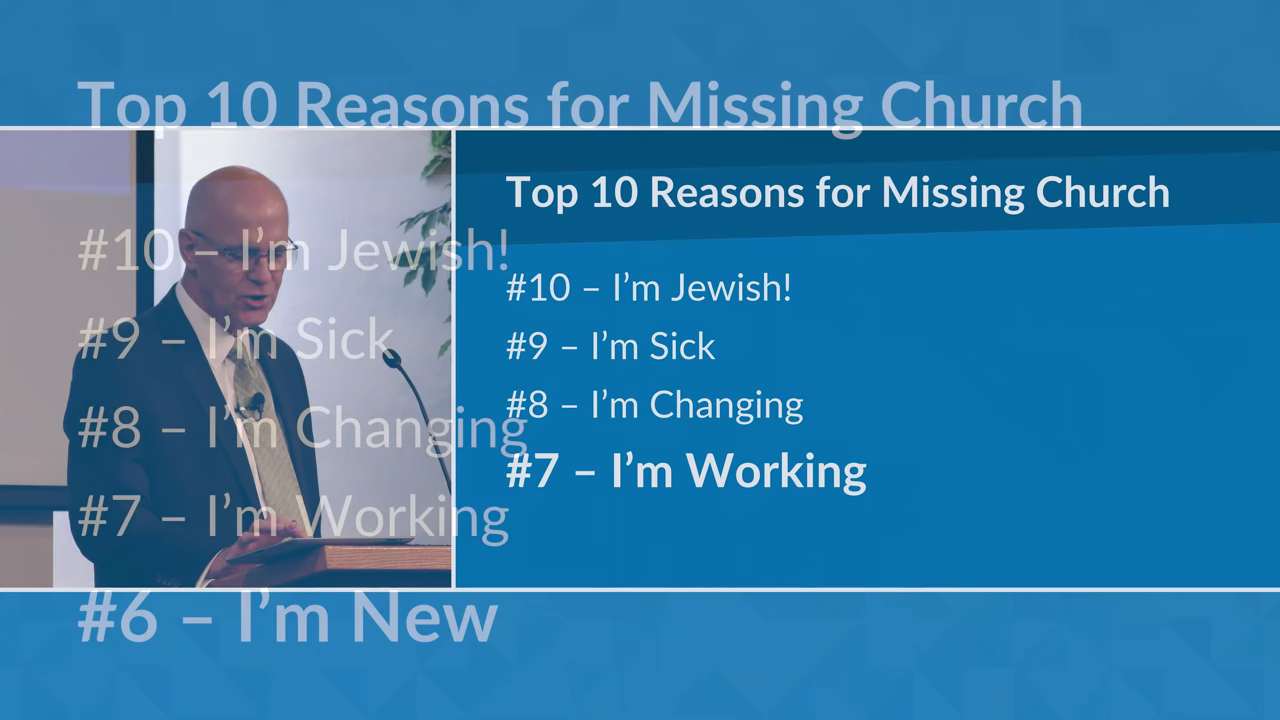 Top 10 Reasons for Missing Church
#10 – I’m Jewish!
#9 – I’m Sick
#8 – I’m Changing
#7 – I’m Working
#6 – I’m New
Top 10 Reasons for Missing Church
#10 – I’m Jewish!
#9 – I’m Sick
#8 – I’m Changing
#7 – I’m Working